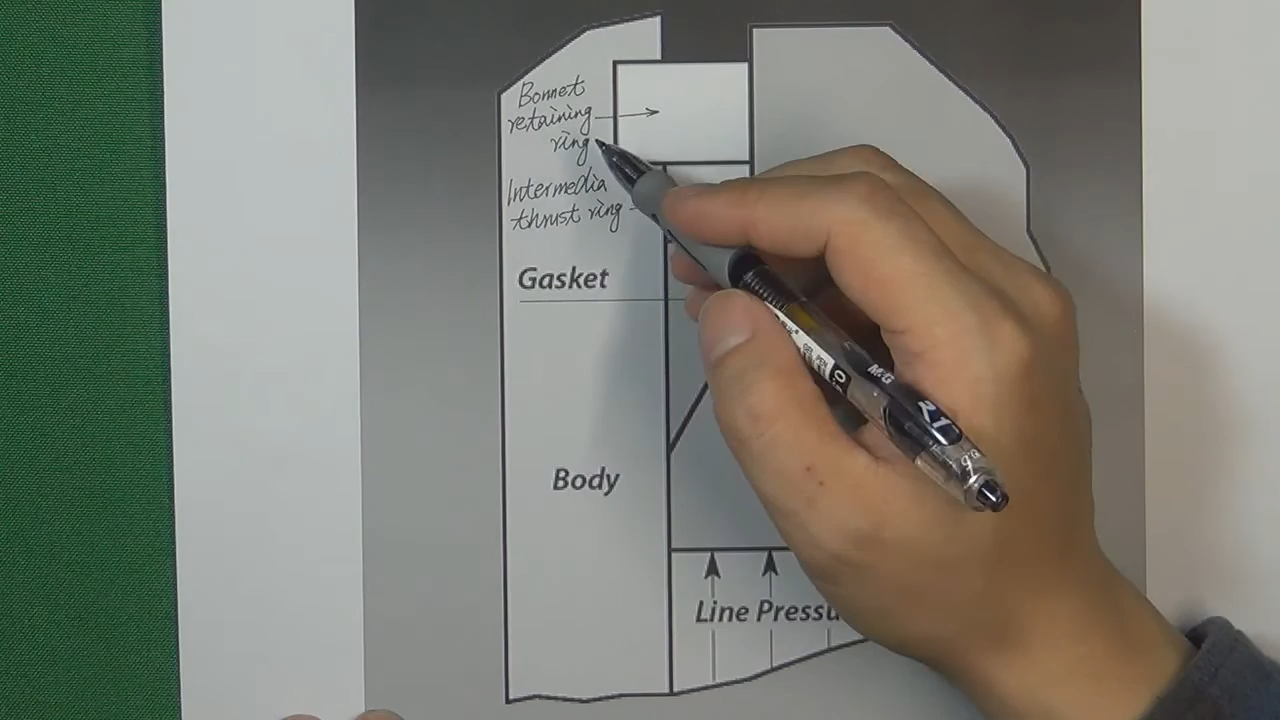 Bonnet
retaining
ring
Intermedia
thrust ring
Gasket
Body
Line Pressu
M&G